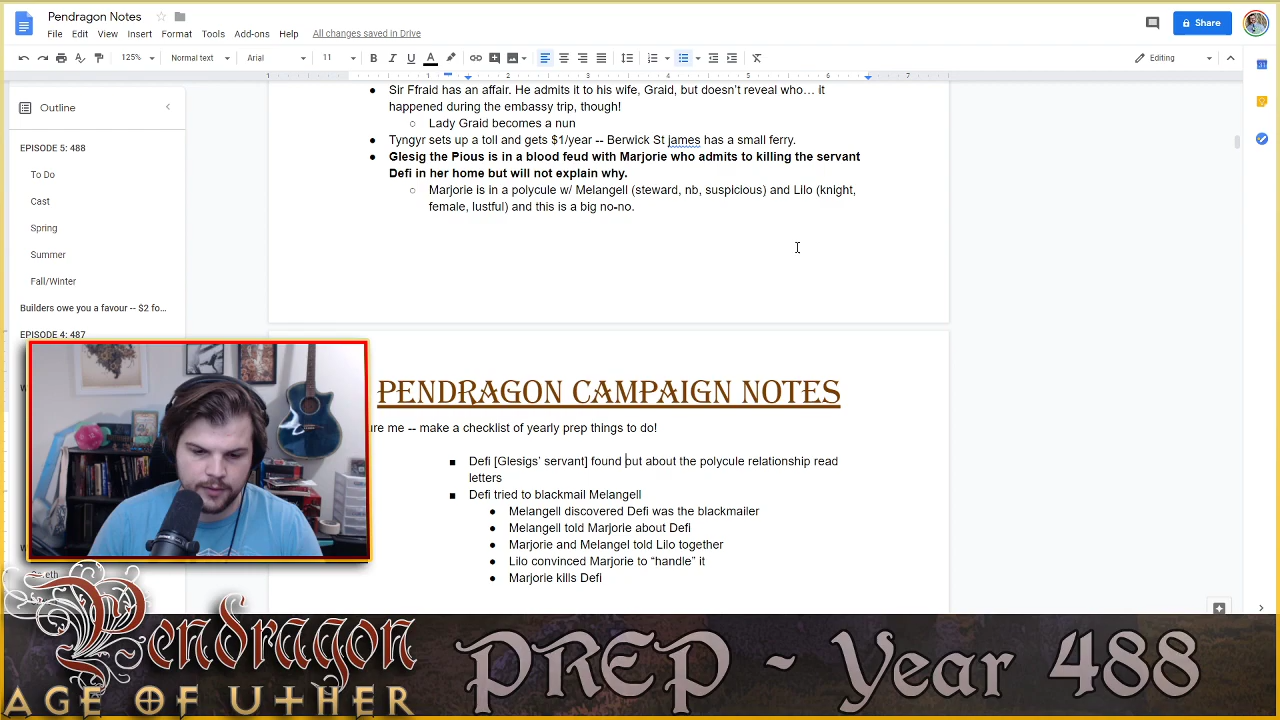 Pendragon Notes
File Edit View Insert Format Tools Add-ons Help All changes saved in Drive
Share
125% Normal text Arial 11 B I U A Editing
1 1 2 3 4 5 6 7
Outline
EPISODE 5: 488
To Do
Cast
Spring
Summer
Fall/Winter
Builders owe you a favour -- $2 fo...
EPISODE 4: 487
Sir Ffraid has an affair. He admits it to his wife, Graid, but doesn't reveal who... it
happened during the embassy trip, though!
Lady Graid becomes a nun
Tyngyr sets up a toll and gets $1/year -- Berwick St james has a small ferry.
Glesig the Pious is in a blood feud with Marjorie who admits to killing the servant
Defi in her home but will not explain why.
Marjorie is in a polycule w/ Melangell (steward, nb, suspicious) and Lilo (knight,
female, lustful) and this is a big no-no.
PENDRAGON CAMPAIGN NOTES
ure me -- make a checklist of yearly prep things to do!
Defi [Glesigs' servant] found out about the polycule relationship read
letters
Defi tried to blackmail Melangell
Melangell discovered Defi was the blackmailer
Melangell told Marjorie about Defi
Marjorie and Melangel told Lilo together
Lilo convinced Marjorie to "handle" it
Marjorie kills Defi
Pendragon
AGE OF UTHER
PREP - Year 488